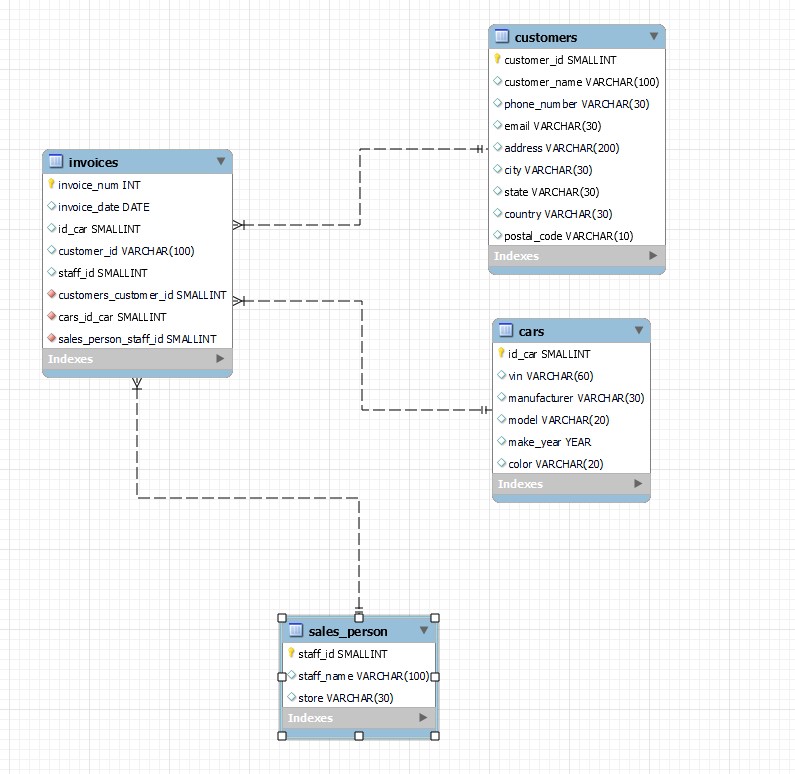 customers
customer_id SMALLINT
customer_name VARCHAR(100)
phone_number VARCHAR(30)
email VARCHAR(30)
address VARCHAR(200)
city VARCHAR(30)
state VARCHAR(30)
country VARCHAR(30)
postal_code VARCHAR(10)
Indexes
invoices
invoice_num INT
invoice_date DATE
id_car SMALLINT
customer_id VARCHAR(100)
staff_id SMALLINT
customers_customer_id SMALLINT
cars_id_car SMALLINT
sales_person_staff_id SMALLINT
Indexes
cars
id_car SMALLINT
vin VARCHAR(60)
manufacturer VARCHAR(30)
model VARCHAR(20)
make_year YEAR
color VARCHAR(20)
Indexes
sales_person
staff_id SMALLINT
staff_name VARCHAR(100)
store VARCHAR(30)
Indexes